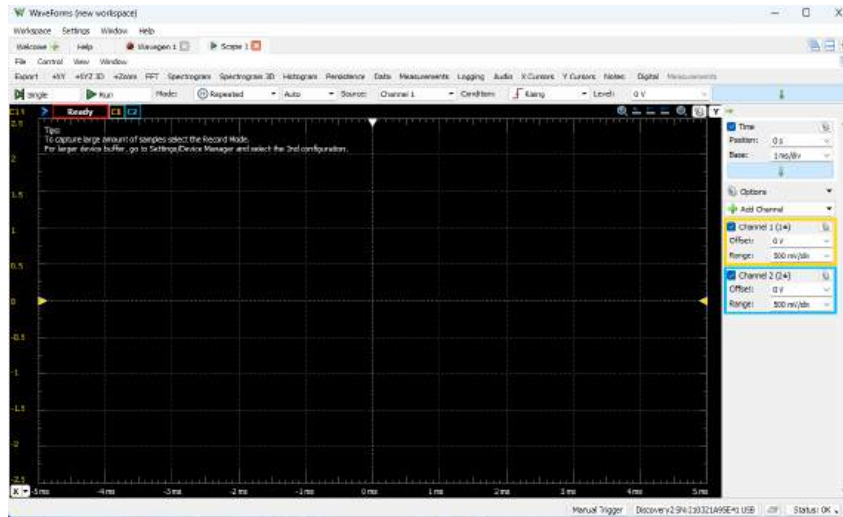 WaveForms (new workspace)
Workspace Settings Window Help
Welcome Help Wavegen 1 Scope 1
File Control View Window
Export +XY +XYZ 3D +Zoom FFT Spectrogram Spectrogram 3D Histogram Persistence Data Measurements Logging Audio X Cursors Y Cursors Notes Digital Measurements
Single Run Mode: Repeated Auto Source: Channel 1 Condition: Rising Level: 0 V
Ready C1 C2 Y
Tips:
To capture large amount of samples select the Record Mode.
For larger device buffer, go to Settings/Device Manager and select the 2nd configuration.
2.5
2
1.5
1
0.5
0
-0.5
-1
-1.5
-2
-2.5
X -5 ms -4 ms -3 ms -2 ms -1 ms 0 ms 1 ms 2 ms 3 ms 4 ms 5 ms
Time
Position: 0 s
Base: 1 ms/div
Options
Add Channel
Channel 1 (1±)
Offset: 0 V
Range: 500 mV/div
Channel 2 (2±)
Offset: 0 V
Range: 500 mV/div
Manual Trigger Discovery2 USB Status: OK